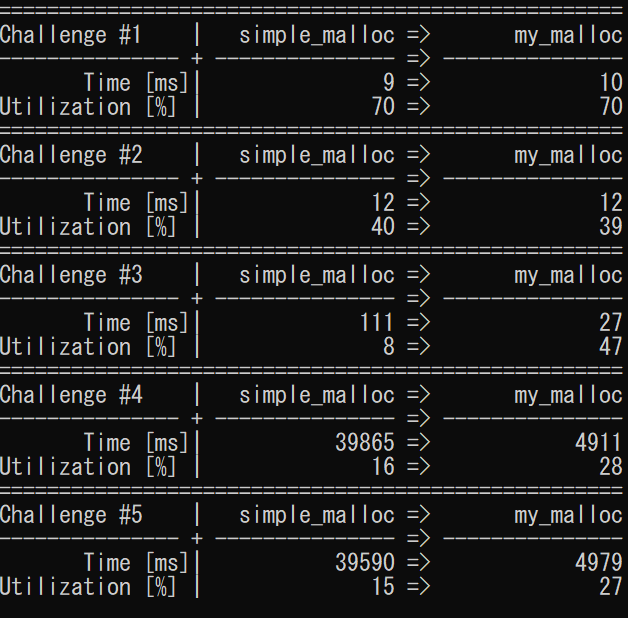 ====================================================
Challenge #1    |   simple_malloc =>       my_malloc
--------------- + --------------- => ---------------
       Time [ms]|               9 =>              10
Utilization [%] |              70 =>              70
====================================================
Challenge #2    |   simple_malloc =>       my_malloc
--------------- + --------------- => ---------------
       Time [ms]|              12 =>              12
Utilization [%] |              40 =>              39
====================================================
Challenge #3    |   simple_malloc =>       my_malloc
--------------- + --------------- => ---------------
       Time [ms]|             111 =>              27
Utilization [%] |               8 =>              47
====================================================
Challenge #4    |   simple_malloc =>       my_malloc
--------------- + --------------- => ---------------
       Time [ms]|           39865 =>            4911
Utilization [%] |              16 =>              28
====================================================
Challenge #5    |   simple_malloc =>       my_malloc
--------------- + --------------- => ---------------
       Time [ms]|           39590 =>            4979
Utilization [%] |              15 =>              27